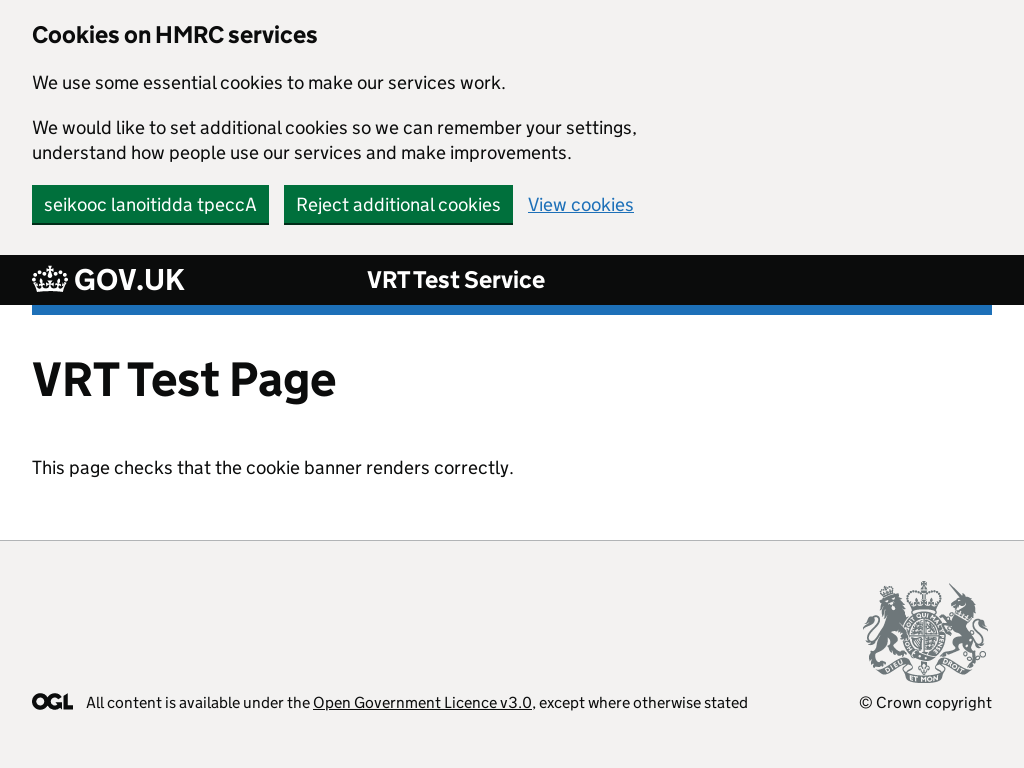 Cookies on HMRC services
We use some essential cookies to make our services work.
We would like to set additional cookies so we can remember your settings,
understand how people use our services and make improvements.
seikooc lanoitidda tpeccA
Reject additional cookies
View cookies
GOV.UK
VRT Test Service
VRT Test Page
This page checks that the cookie banner renders correctly.
DIEU ET MON DROIT
OGL
All content is available under the Open Government Licence v3.0, except where otherwise stated
© Crown copyright